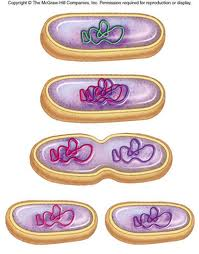 Copyright © The McGraw-Hill Companies, Inc. Permission required for reproduction or display.